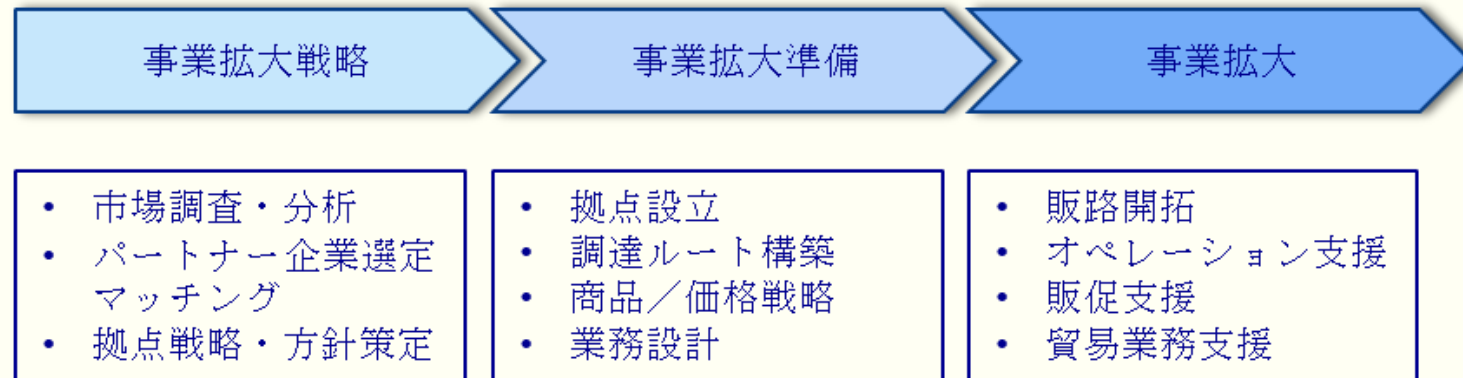 事業拡大戦略
事業拡大準備
事業拡大
• 市場調査・分析
• パートナー企業選定
マッチング
• 拠点戦略・方針策定
• 拠点設立
• 調達ルート構築
• 商品／価格戦略
• 業務設計
• 販路開拓
• オペレーション支援
• 販促支援
• 貿易業務支援